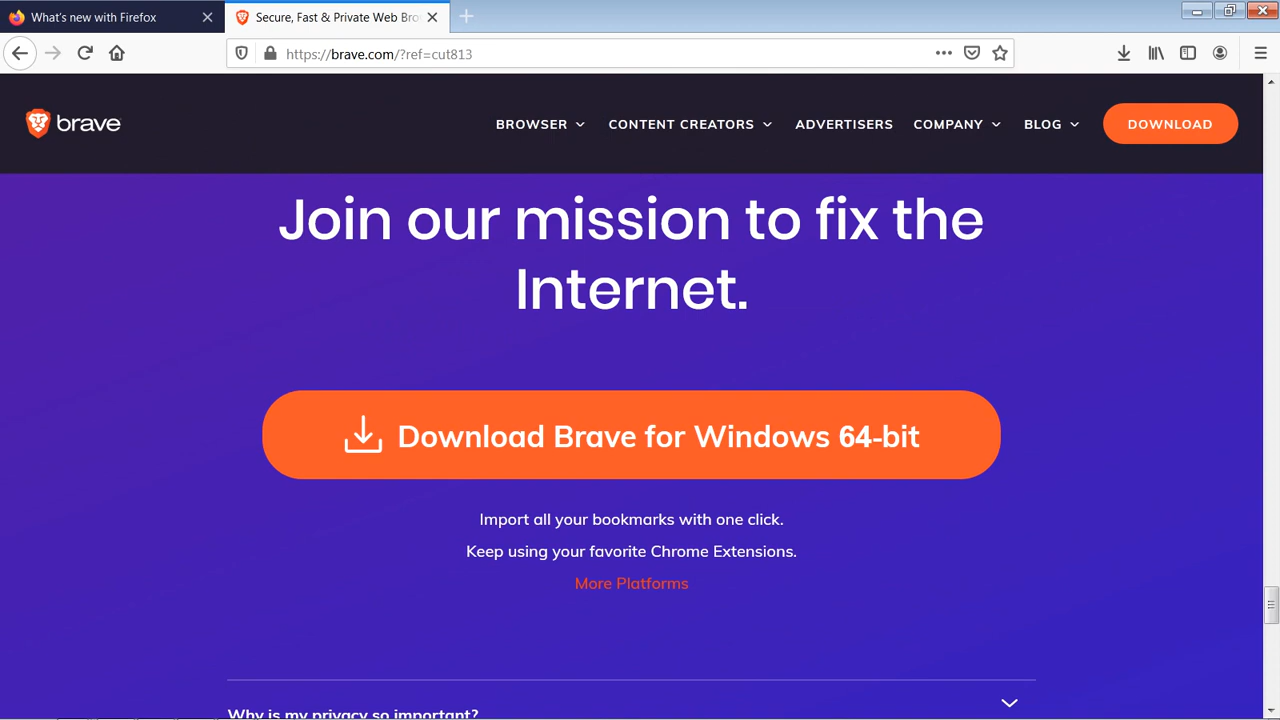 What's new with Firefox
Secure, Fast & Private Web Bro
https://brave.com/?ref=cut813
brave
BROWSER
CONTENT CREATORS
ADVERTISERS
COMPANY
BLOG
DOWNLOAD
Join our mission to fix the
Internet.
Download Brave for Windows 64-bit
Import all your bookmarks with one click.
Keep using your favorite Chrome Extensions.
More Platforms
Why is my privacy so important?